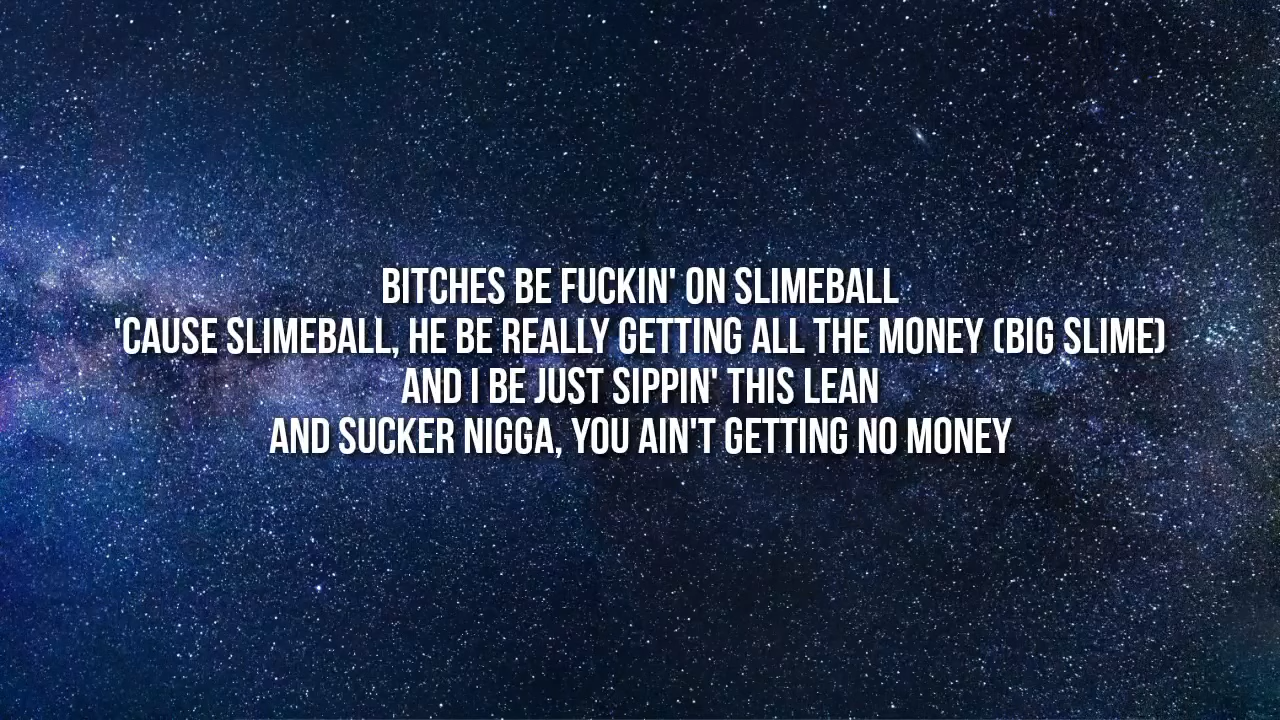 BITCHES BE FUCKIN' ON SLIMEBALL
'CAUSE SLIMEBALL, HE BE REALLY GETTING ALL THE MONEY (BIG SLIME)
AND I BE JUST SIPPIN' THIS LEAN
AND SUCKER NIGGA, YOU AIN'T GETTING NO MONEY